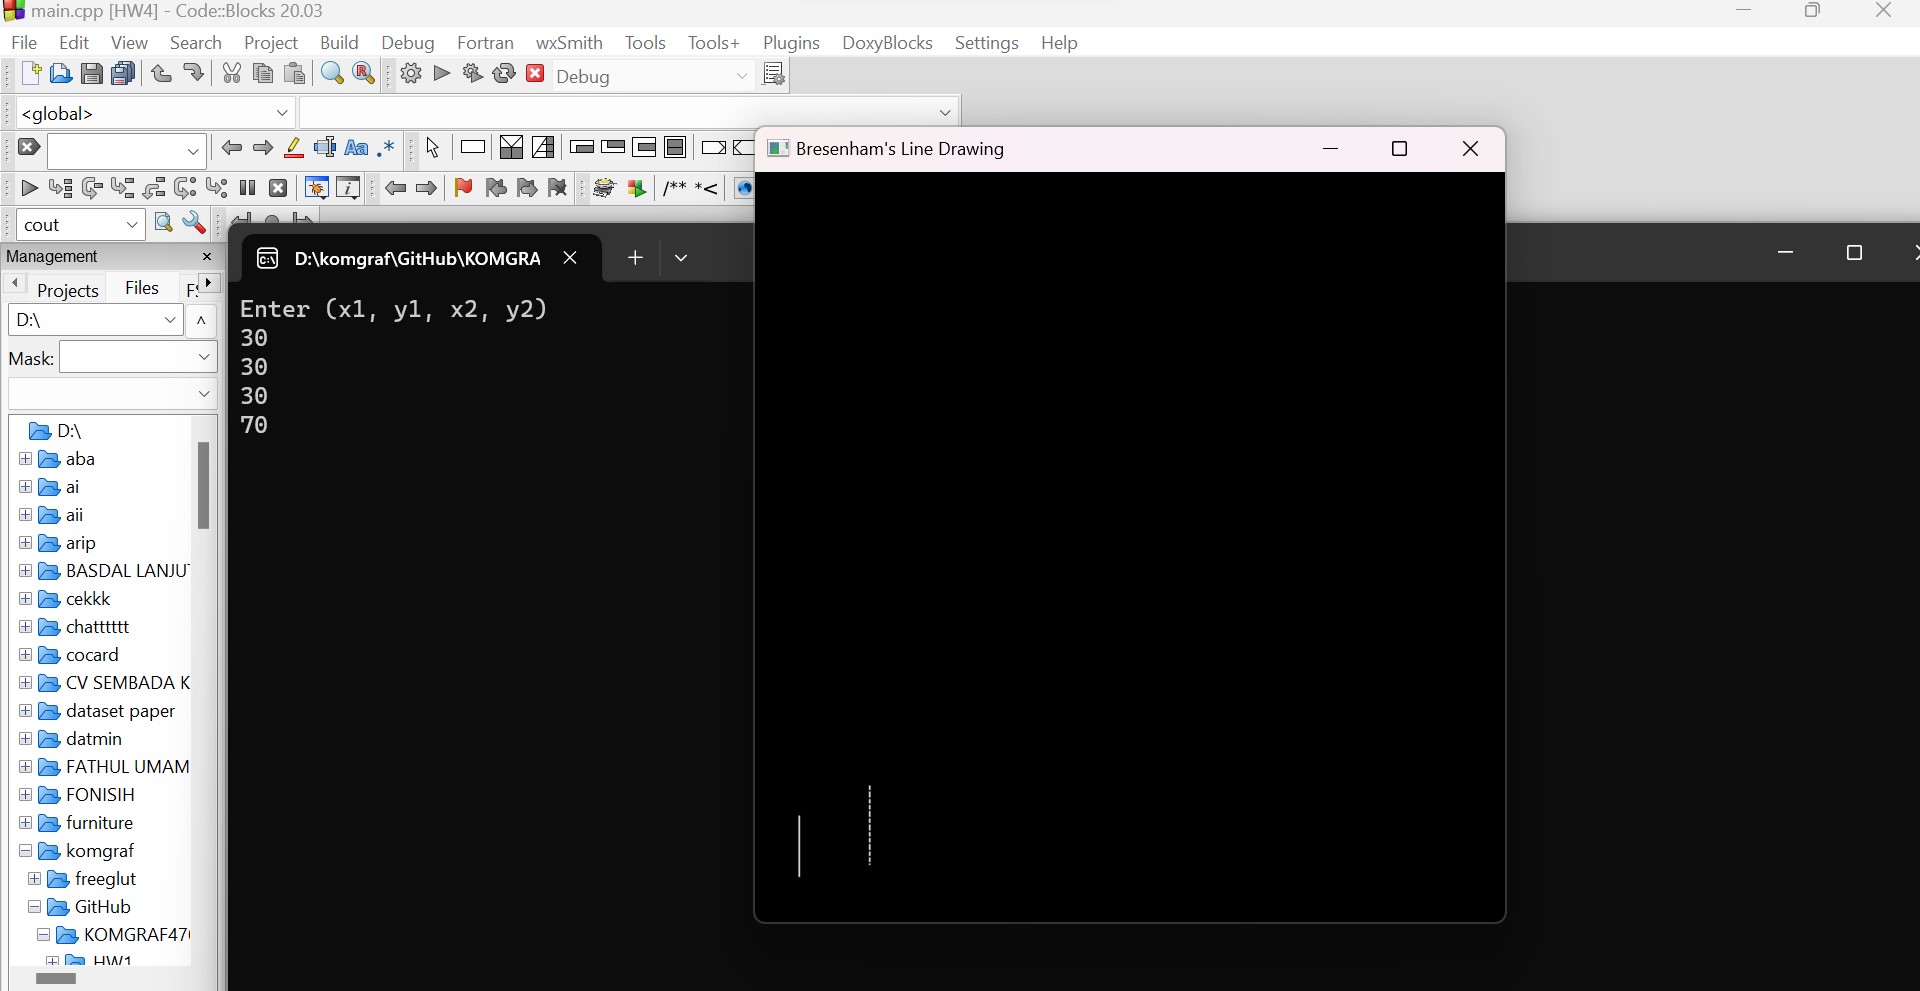 main.cpp [HW4] - Code::Blocks 20.03
File Edit View Search Project Build Debug Fortran wxSmith Tools Tools+ Plugins DoxyBlocks Settings Help
Debug
<global>
Bresenham's Line Drawing
Aa .*
/** *<
cout
Management
D:\komgraf\GitHub\KOMGRA
Projects Files
D:\
Mask:
Enter (x1, y1, x2, y2)
30
30
30
70
D:\
aba
ai
aii
arip
BASDAL LANJU
cekkk
chatttttt
cocard
CV SEMBADA K
dataset paper
datmin
FATHUL UMAM
FONISIH
furniture
komgraf
freeglut
GitHub
KOMGRAF47
HW1